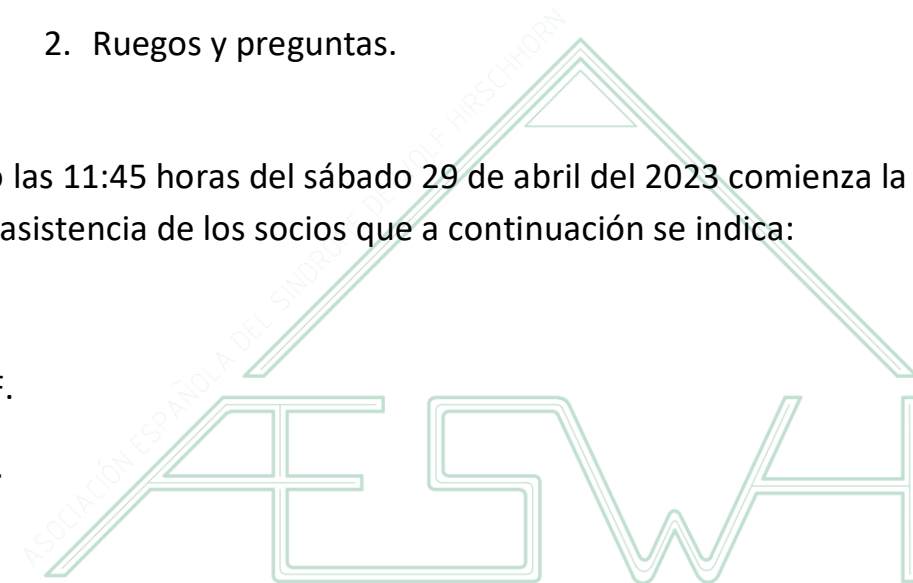 2. Ruegos y preguntas.
las 11:45 horas del sábado 29 de abril del 2023 comienza la
asistencia de los socios que a continuación se indica:
ASOCIACIÓN ESPAÑOLA DEL SINDROME DE WOLF HIRSCHHORN
ÆSWH